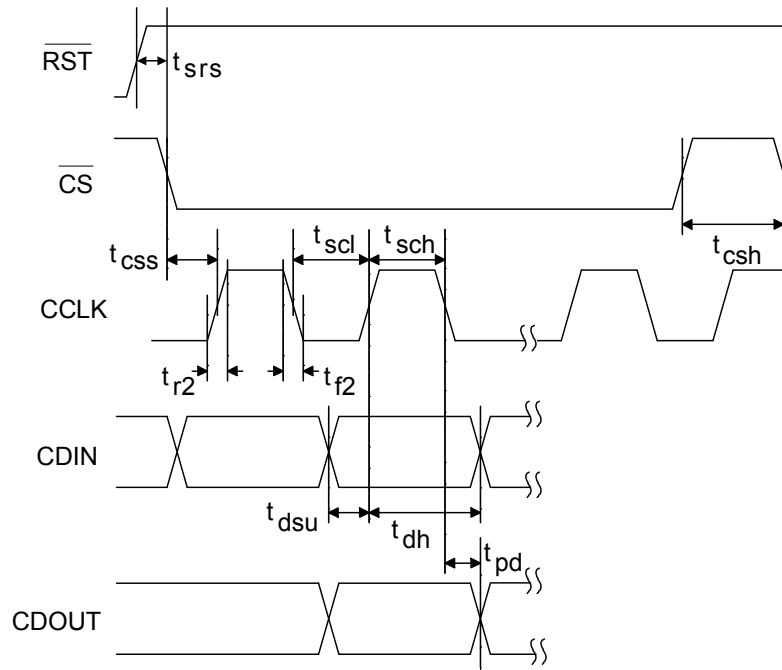 RST
t srs
CS
t css
t scl
t sch
t csh
CCLK
t r2
t f2
CDIN
t dsu
t dh
t pd
CDOUT